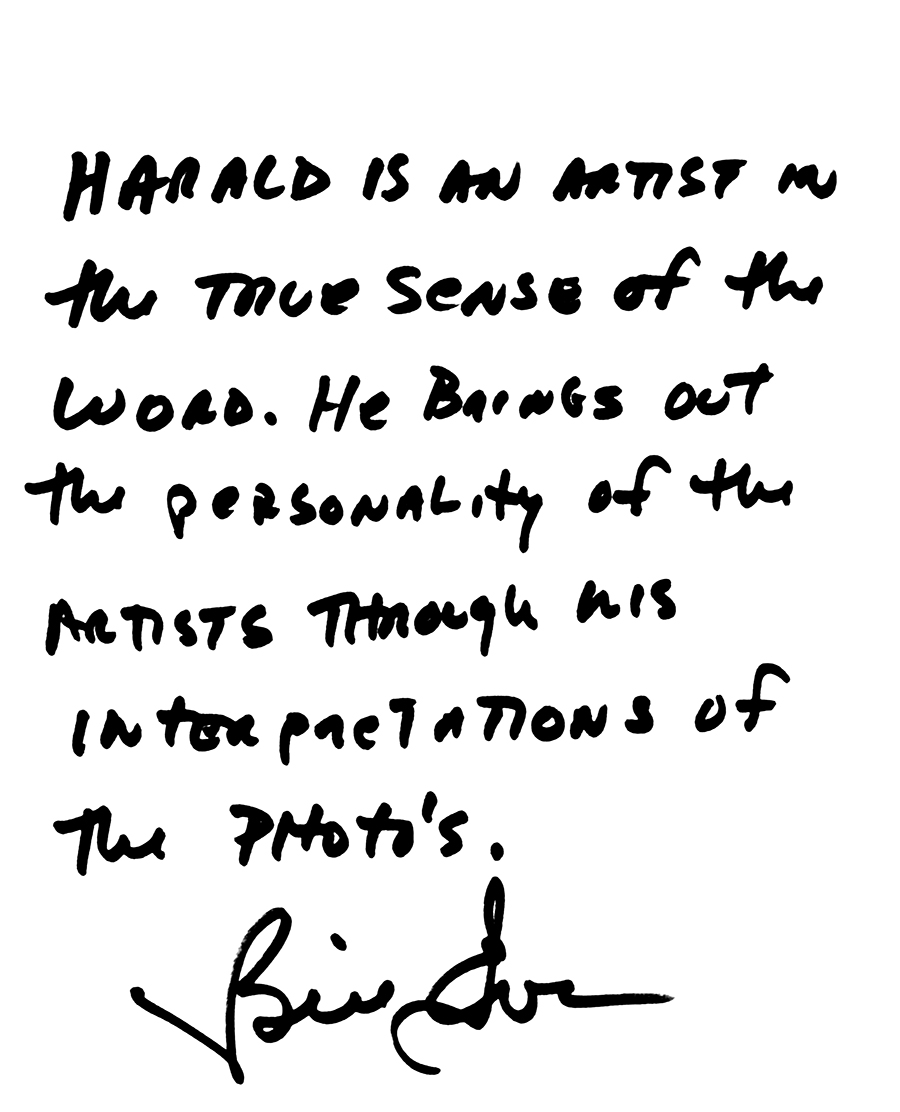 HARALD IS AN ARTIST IN
the TRUE SENSE of the
WORD. He BRINGS OUT
the PERSONALity of the
ARTISTS THROUGH HIS
INTERPRETATIONS of
The PHOTO'S.
Bill